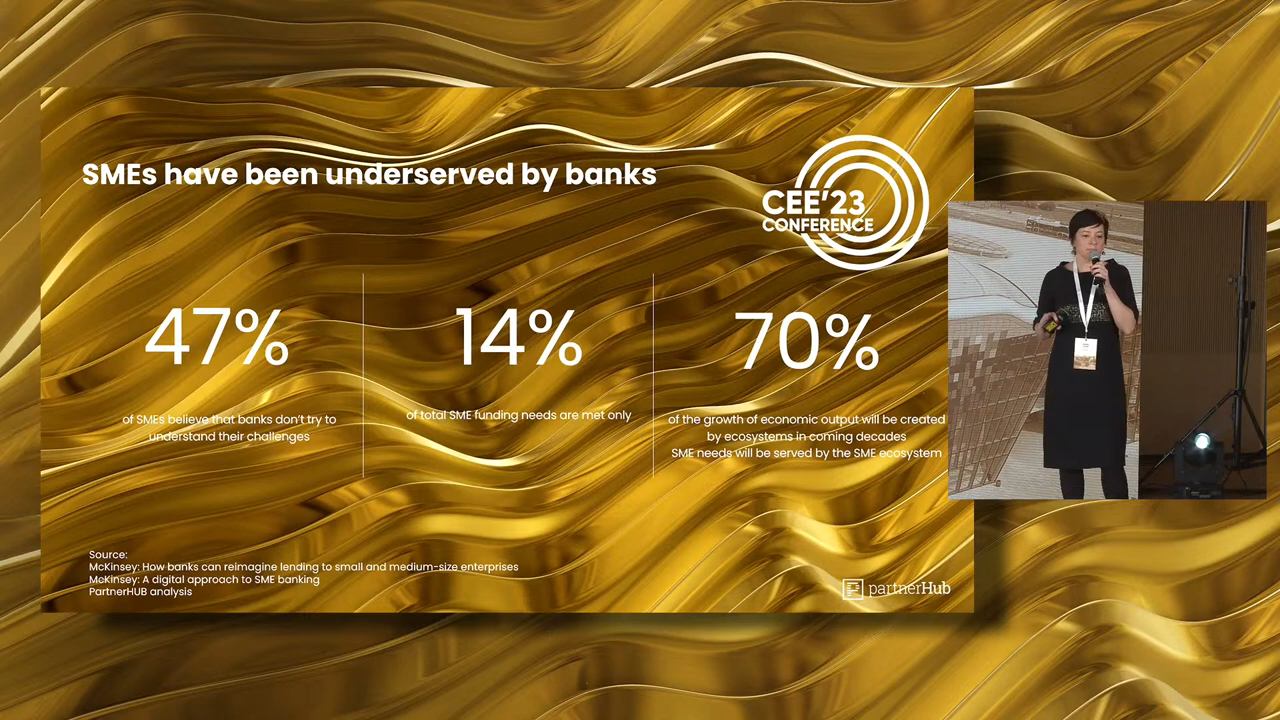 SMEs have been underserved by banks
CEE'23
CONFERENCE
47%
of SMEs believe that banks don't try to
understand their challenges
14%
of total SME funding needs are met only
70%
of the growth of economic output will be created
by ecosystems in coming decades
SME needs will be served by the SME ecosystem
Source:
McKinsey: How banks can reimagine lending to small and medium-size enterprises
McKinsey: A digital approach to SME banking
PartnerHUB analysis
partnerHub